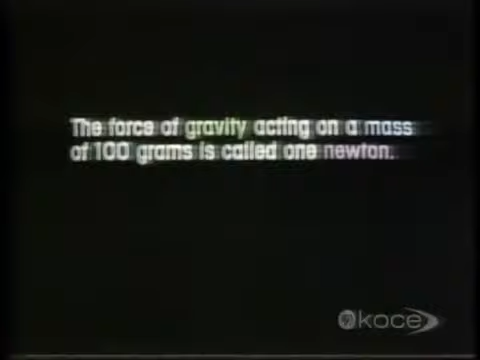 The force of gravity acting on a mass
of 100 grams is called one newton.
koce